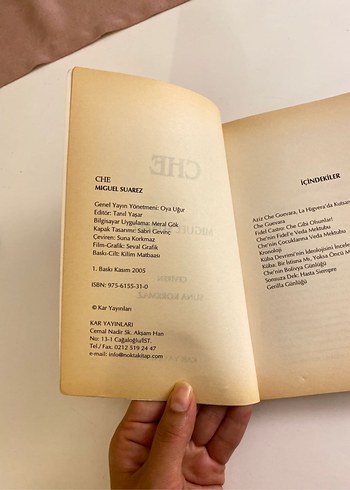 CHE
MIGUEL SUAREZ
Genel Yayın Yönetmeni: Oya Uğur
Editör: Tanıl Yaşar
Bilgisayar Uygulama: Meral Gök
Kapak Tasarımı: Sabri Gevinç
Çeviren: Suna Korkmaz
Film-Grafik: Seval Grafik
Baskı-Cilt: Kilim Matbaası
1. Baskı Kasım 2005
ISBN: 975-6155-31-0
© Kar Yayınları
KAR YAYINLARI
Cemal Nadir Sk. Akşam Han
No: 13-1 Cağaloğlu/İST.
Tel./ Fax. 0212 519 24 47
e-mail: info@noktakitap.com
İÇİNDEKİLER
Aziz Che Guevara, La Higuera'da Kutsan
Che Guevara
Fidel Castro: Che Gibi Olsunlar!
Che'nin Fidel'e Veda Mektubu
Che'nin Çocuklarına Veda Mektubu
Kronoloji
Küba Devrimi'nin İdeolojisini İncele
Küba: Bir İstisna Mı, Yoksa Öncü M
Che'nin Bolivya Günlüğü
Sonsuza Dek: Hasta Siempre
Gerilla Günlüğü